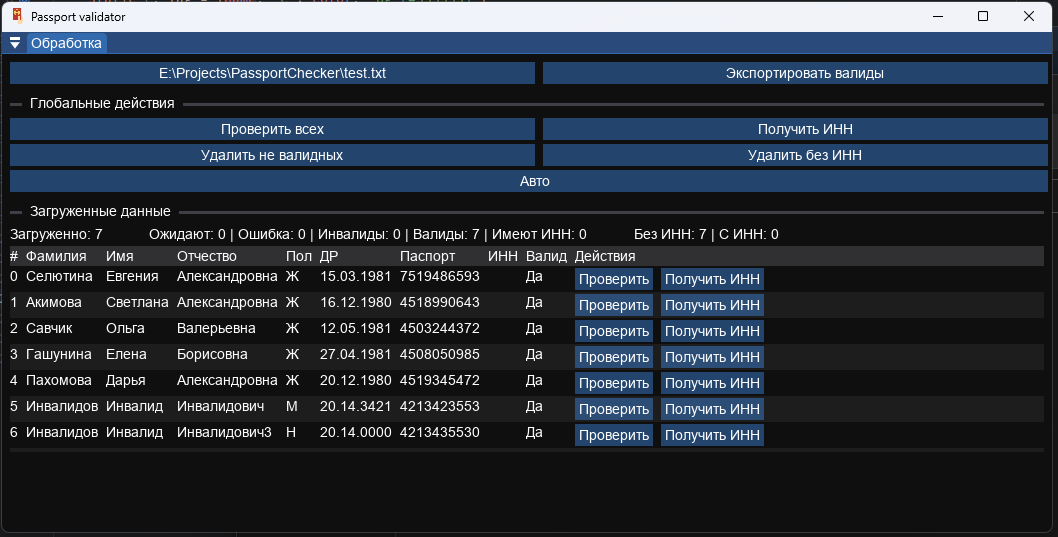 Passport validator
Обработка
E:\Projects\PassportChecker\test.txt Экспортировать валиды
Глобальные действия
Проверить всех Получить ИНН
Удалить не валидных Удалить без ИНН
Авто
Загруженные данные
Загруженно: 7 Ожидают: 0 | Ошибка: 0 | Инвалиды: 0 | Валиды: 7 | Имеют ИНН: 0 Без ИНН: 7 | С ИНН: 0
# Фамилия Имя Отчество Пол ДР Паспорт ИНН Валид Действия
0 Селютина Евгения Александровна Ж 15.03.1981 7519486593 Да Проверить Получить ИНН
1 Акимова Светлана Александровна Ж 16.12.1980 4518990643 Да Проверить Получить ИНН
2 Савчик Ольга Валерьевна Ж 12.05.1981 4503244372 Да Проверить Получить ИНН
3 Гашунина Елена Борисовна Ж 27.04.1981 4508050985 Да Проверить Получить ИНН
4 Пахомова Дарья Александровна Ж 20.12.1980 4519345472 Да Проверить Получить ИНН
5 Инвалидов Инвалид Инвалидович М 20.14.3421 4213423553 Да Проверить Получить ИНН
6 Инвалидов Инвалид Инвалидович3 Н 20.14.0000 4213435530 Да Проверить Получить ИНН